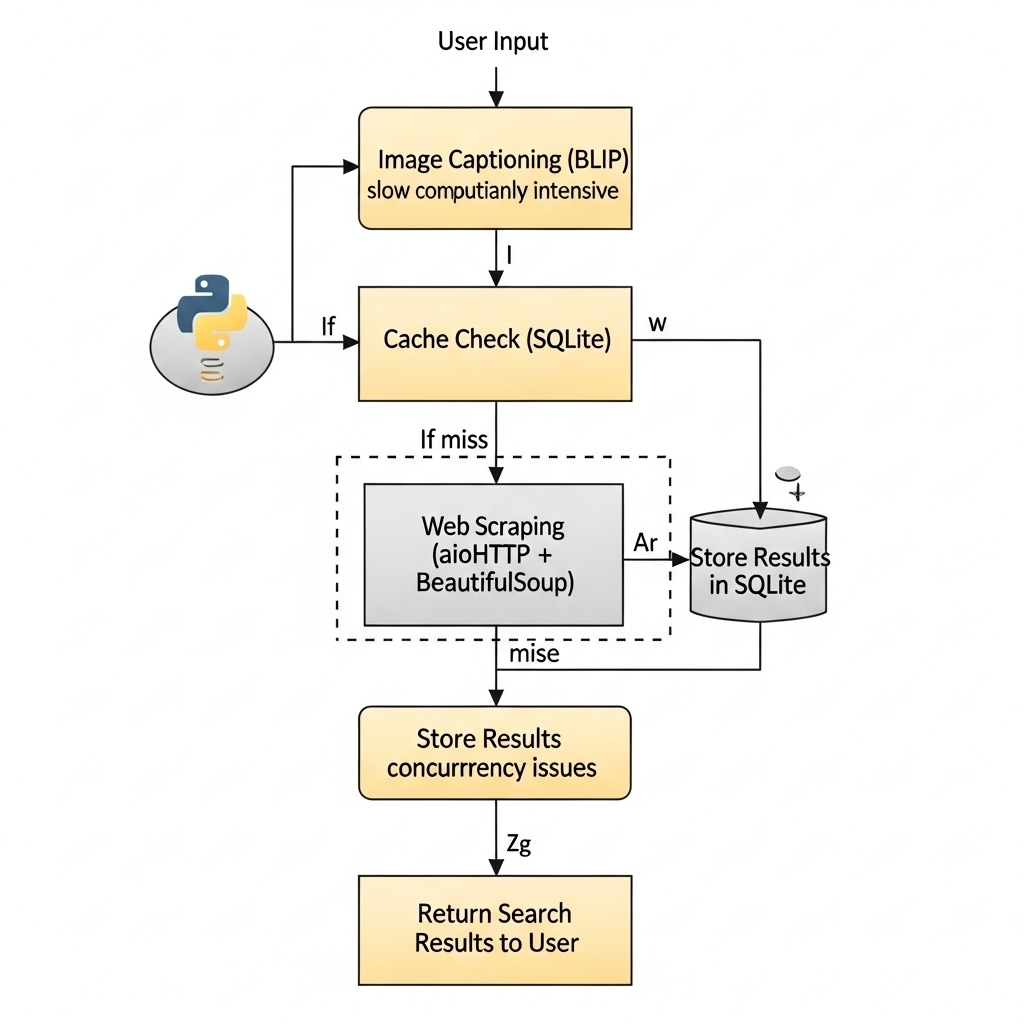 User Input
Image Captioning (BLIP)
slow computianly intensive
I
If
Cache Check (SQLite)
w
If miss
Web Scraping
(aioHTTP +
BeautifulSoup)
Ar
Store Results
in SQLite
mise
Store Results
concurrrency issues
Zg
Return Search
Results to User